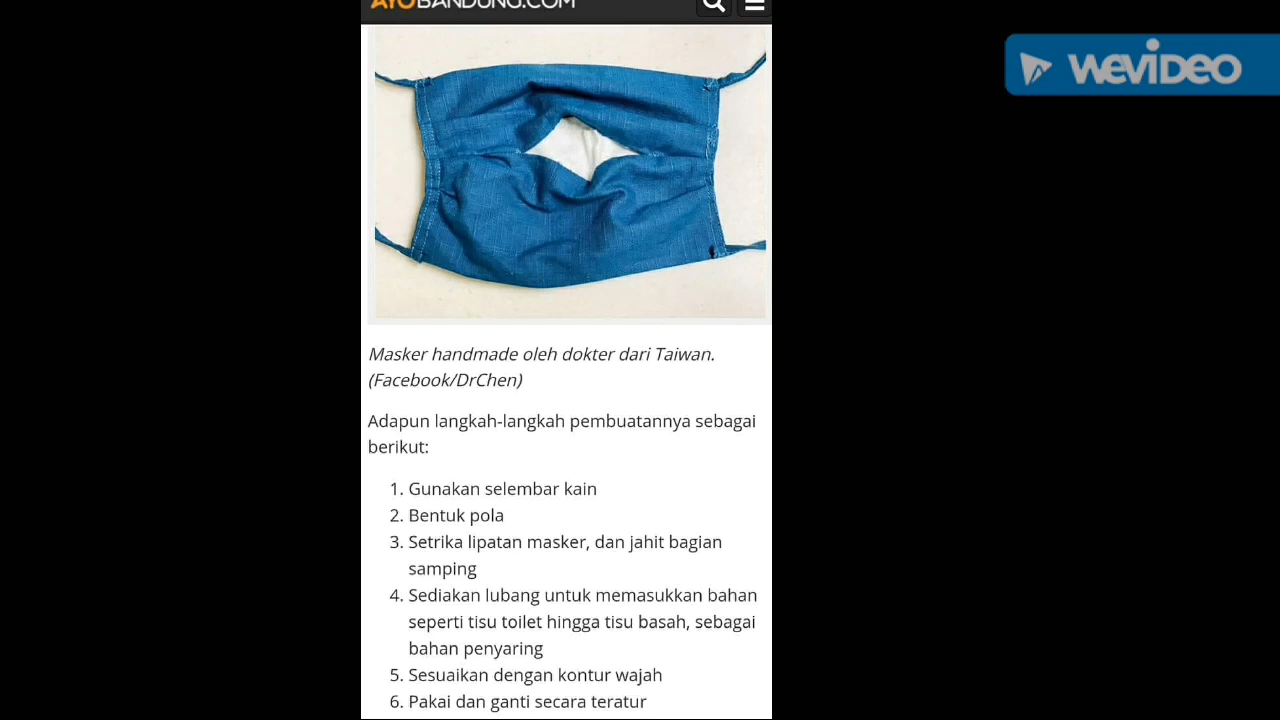 AYOBANDUNG.COM
WEVIDEO
Masker handmade oleh dokter dari Taiwan.
(Facebook/DrChen)
Adapun langkah-langkah pembuatannya sebagai
berikut:
1. Gunakan selembar kain
2. Bentuk pola
3. Setrika lipatan masker, dan jahit bagian
samping
4. Sediakan lubang untuk memasukkan bahan
seperti tisu toilet hingga tisu basah, sebagai
bahan penyaring
5. Sesuaikan dengan kontur wajah
6. Pakai dan ganti secara teratur